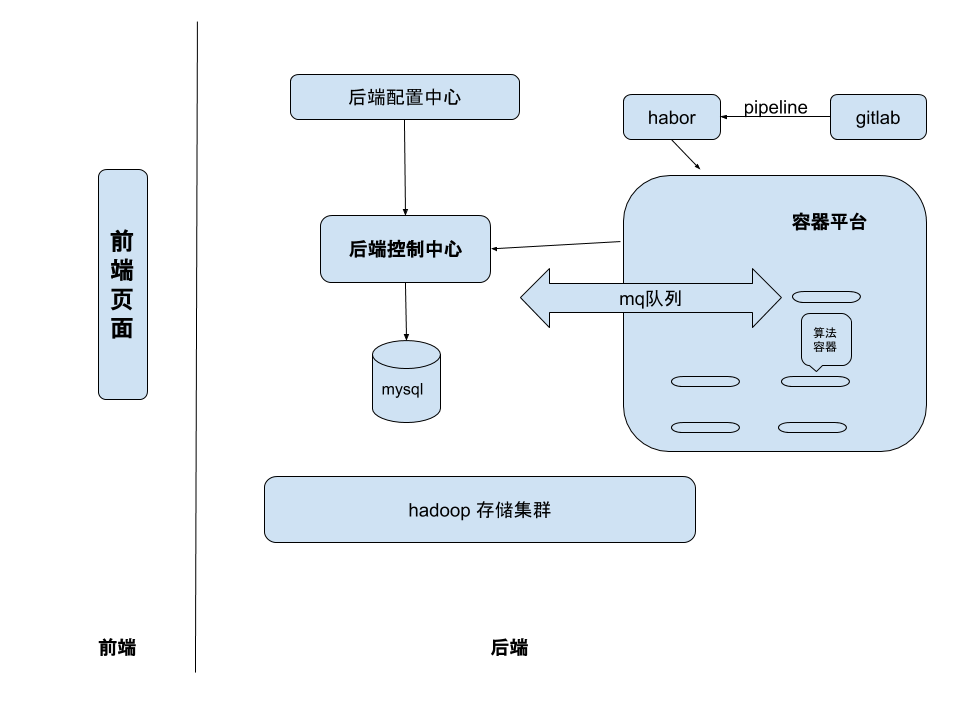 后端配置中心
habor
pipeline
gitlab
前
端
页
面
后端控制中心
容器平台
mq队列
算法
容器
mysql
hadoop 存储集群
前端
后端